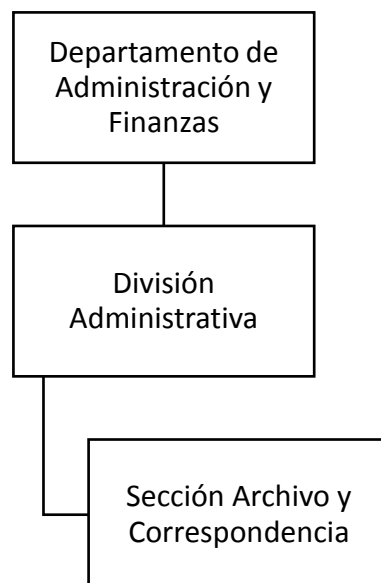 Departamento de
Administración y
Finanzas
División
Administrativa
Sección Archivo y
Correspondencia